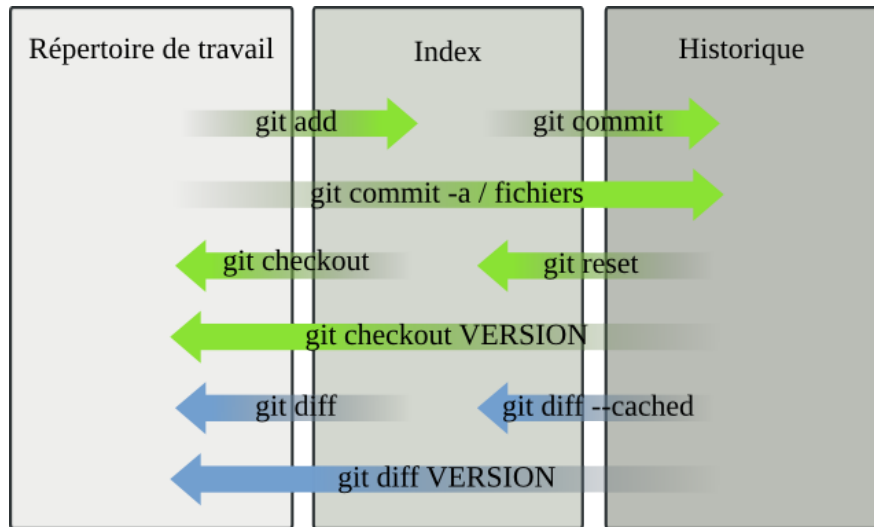 Répertoire de travail
Index
Historique
git add
git commit
git commit -a / fichiers
git checkout
git reset
git checkout VERSION
git diff
git diff --cached
git diff VERSION